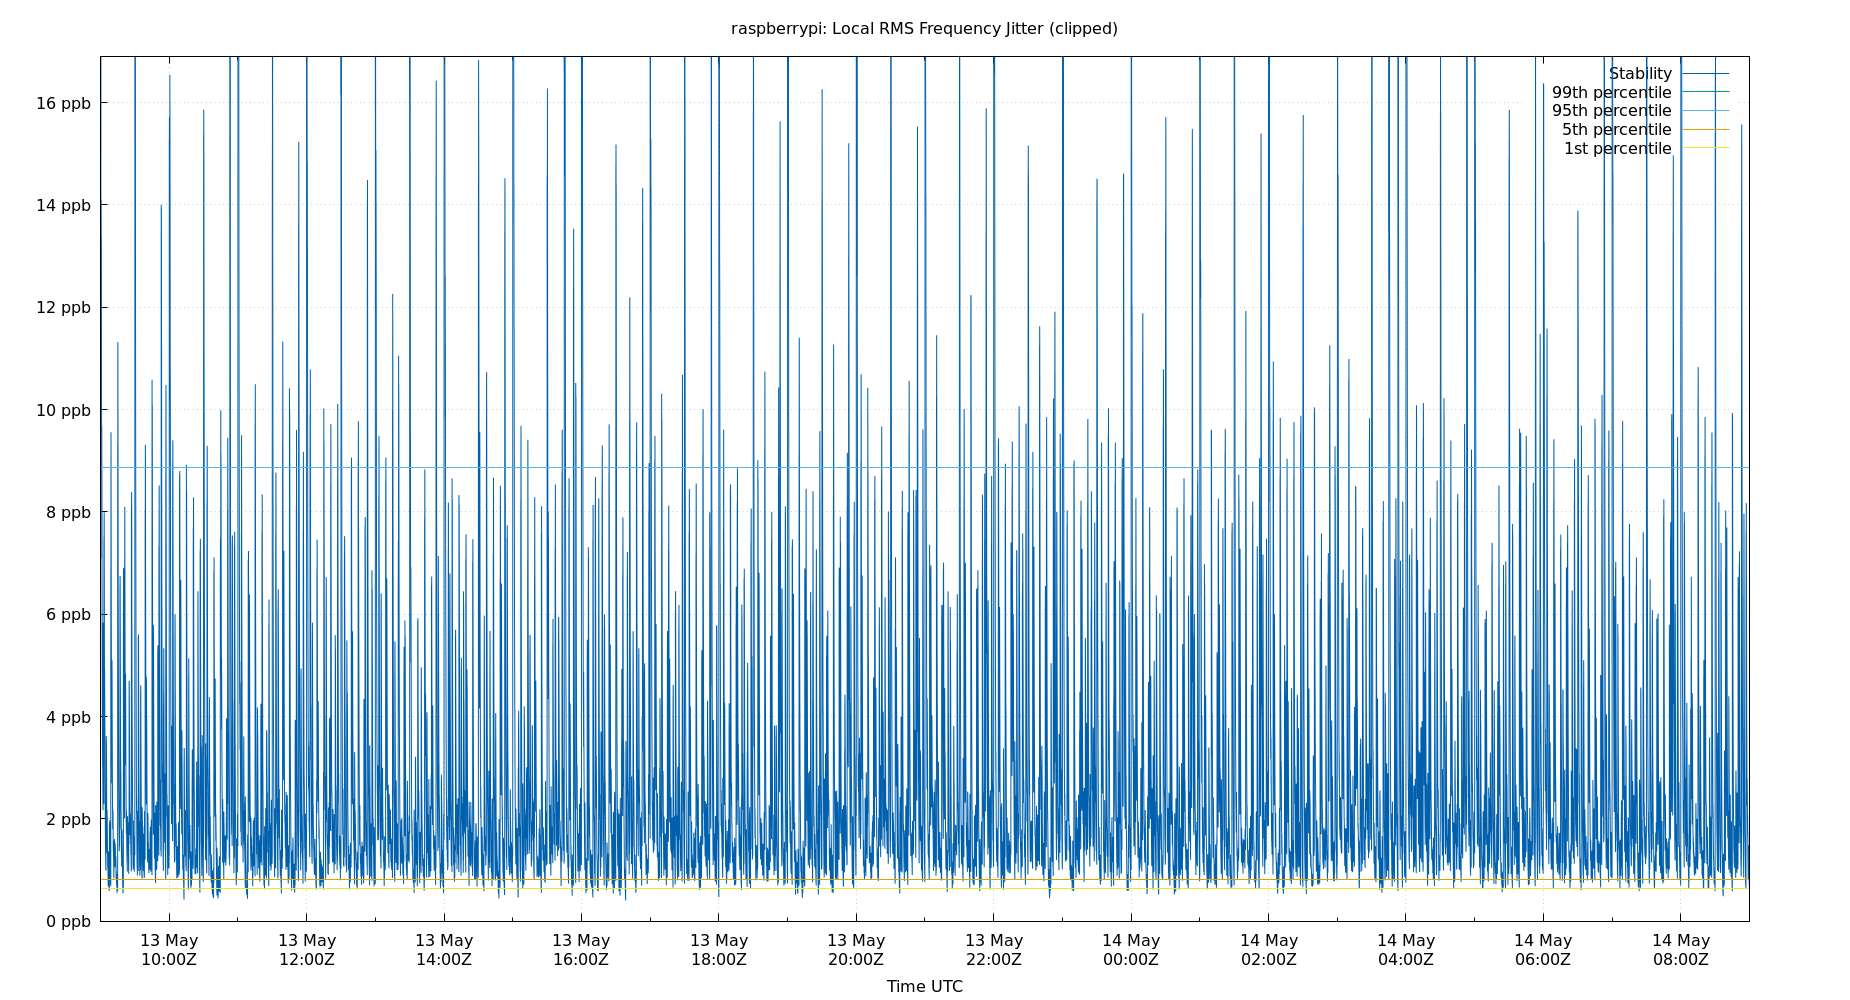 raspberrypi: Local RMS Frequency Jitter (clipped)
Stability
99th percentile
95th percentile
5th percentile
1st percentile
16 ppb
14 ppb
12 ppb
10 ppb
8 ppb
6 ppb
4 ppb
2 ppb
0 ppb
13 May 13 May 13 May 13 May 13 May 13 May 13 May 14 May 14 May 14 May 14 May 14 May
10:00Z 12:00Z 14:00Z 16:00Z 18:00Z 20:00Z 22:00Z 00:00Z 02:00Z 04:00Z 06:00Z 08:00Z
Time UTC